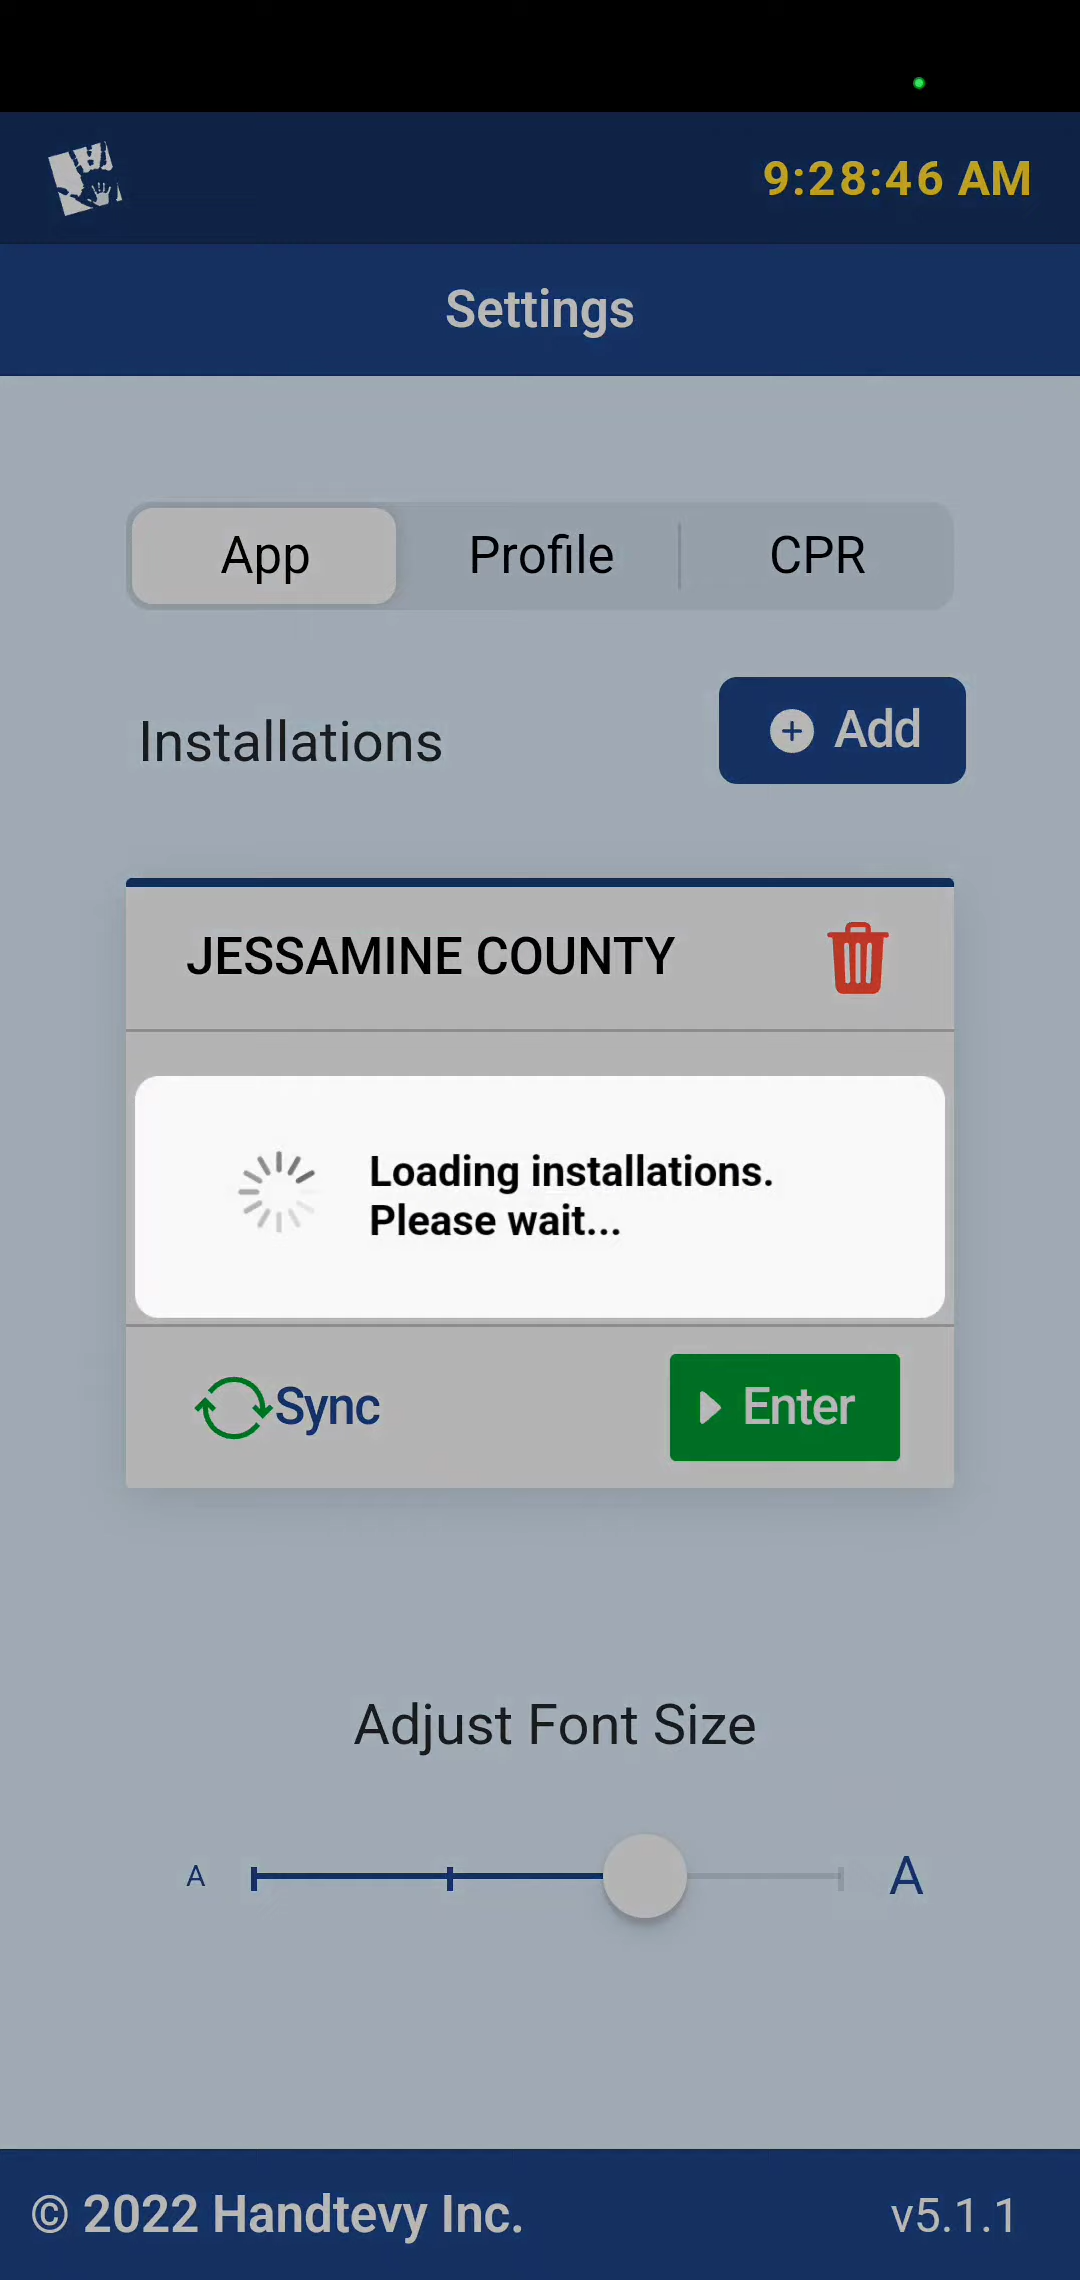 9:28:46 AM
Settings
App Profile CPR
Installations
Add
JESSAMINE COUNTY
Loading installations.
Please wait...
Sync
Enter
Adjust Font Size
A A
© 2022 Handtevy Inc. v5.1.1